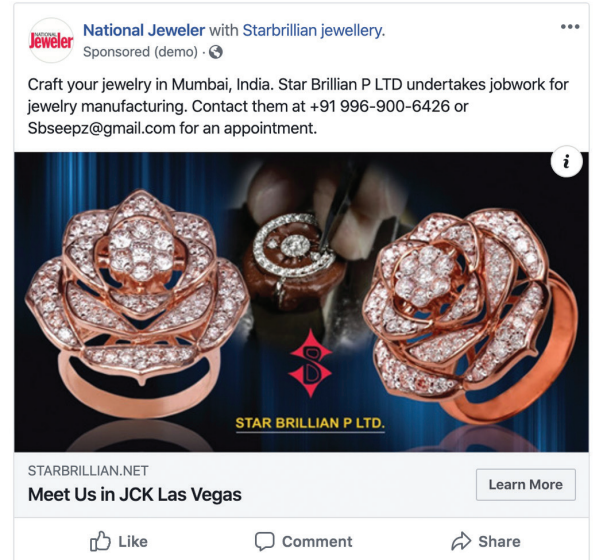 NATIONAL
Jeweler
National Jeweler with Starbrillian jewellery.
Sponsored (demo) ·
Craft your jewelry in Mumbai, India. Star Brillian P LTD undertakes jobwork for
jewelry manufacturing. Contact them at +91 996-900-6426 or
Sbseepz@gmail.com for an appointment.
i
B
STAR BRILLIAN P LTD.
STARBRILLIAN.NET
Meet Us in JCK Las Vegas
Learn More
Like
Comment
Share